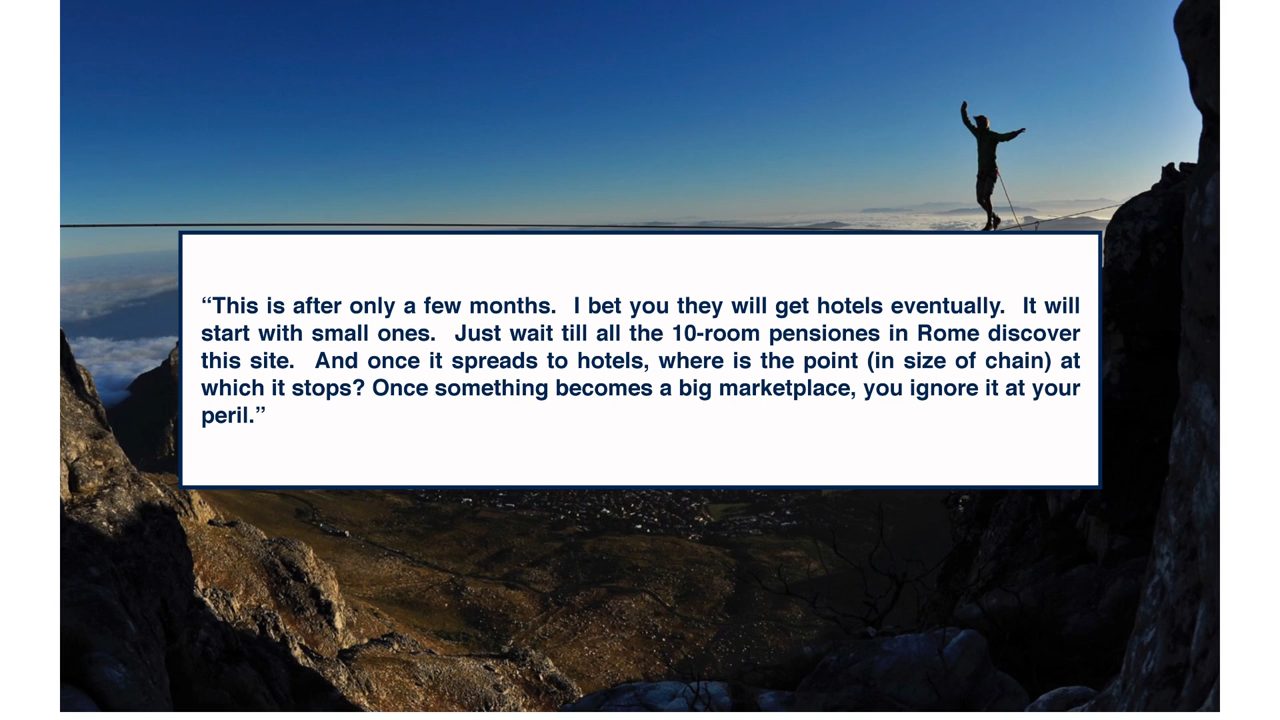 “This is after only a few months.  I bet you they will get hotels eventually.  It will
start with small ones.  Just wait till all the 10-room pensiones in Rome discover
this site.  And once it spreads to hotels, where is the point (in size of chain) at
which it stops? Once something becomes a big marketplace, you ignore it at your
peril.”